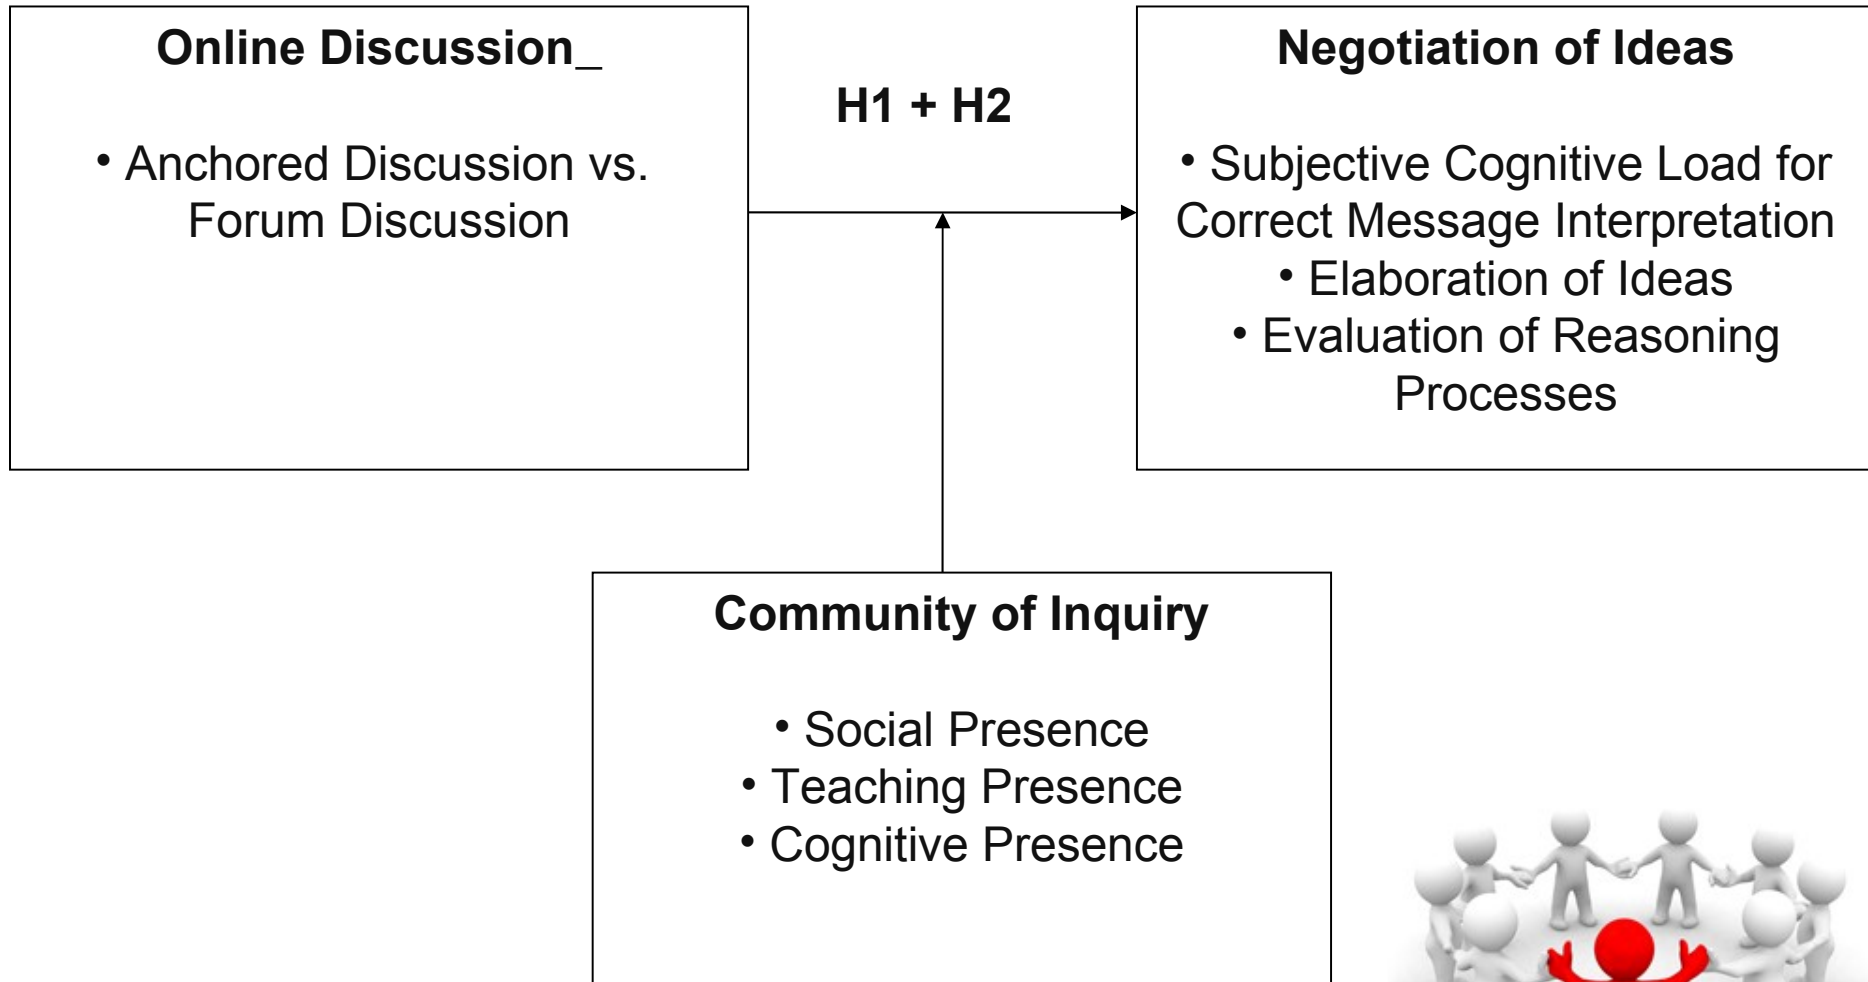 Online Discussion_
• Anchored Discussion vs.
Forum Discussion
H1 + H2
Negotiation of Ideas
• Subjective Cognitive Load for
Correct Message Interpretation
• Elaboration of Ideas
• Evaluation of Reasoning
Processes
Community of Inquiry
• Social Presence
• Teaching Presence
• Cognitive Presence